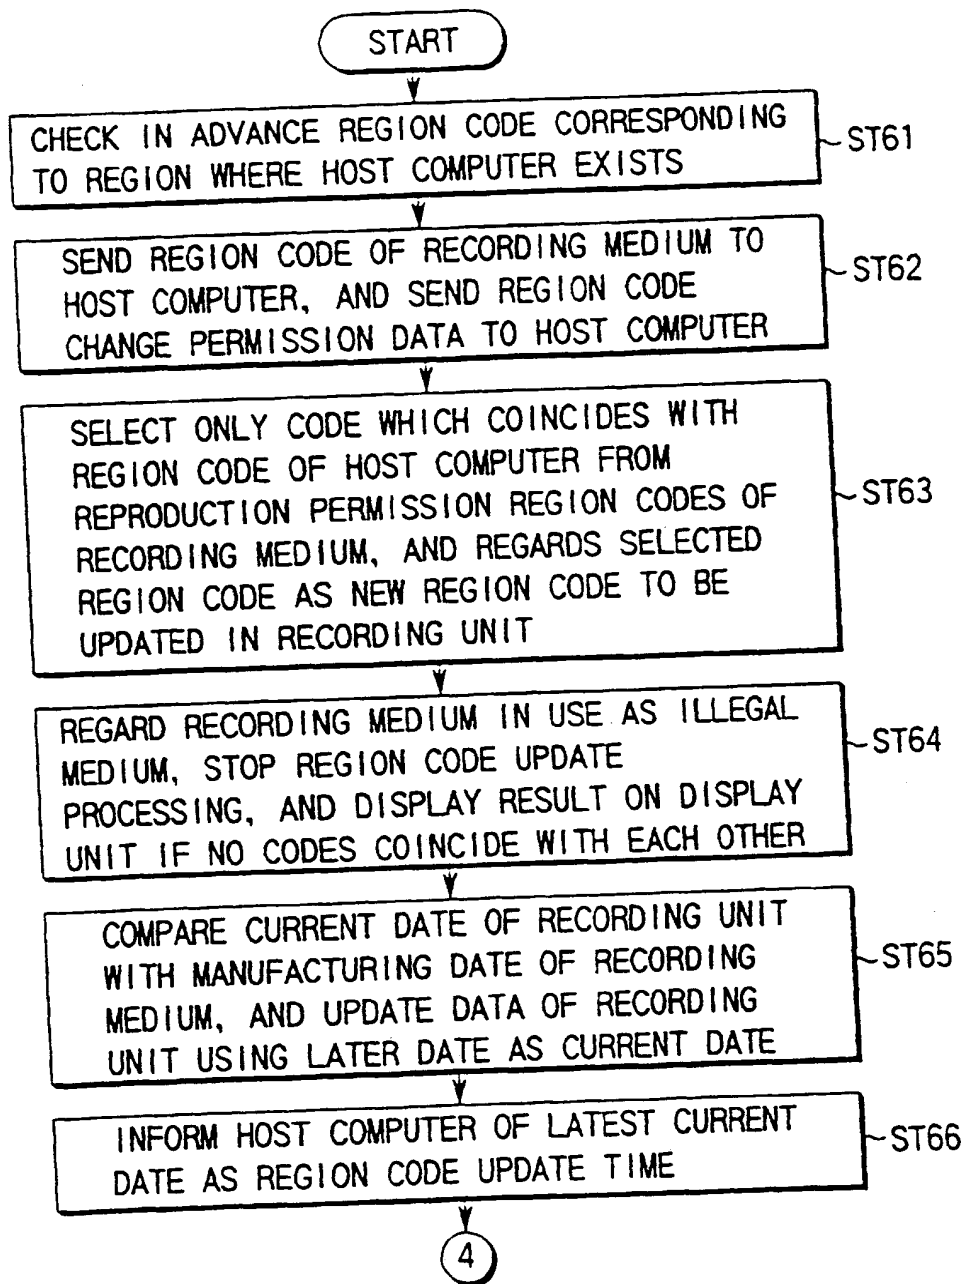 START
CHECK IN ADVANCE REGION CODE CORRESPONDING
TO REGION WHERE HOST COMPUTER EXISTS
ST61
SEND REGION CODE OF RECORDING MEDIUM TO
HOST COMPUTER, AND SEND REGION CODE
CHANGE PERMISSION DATA TO HOST COMPUTER
ST62
SELECT ONLY CODE WHICH COINCIDES WITH
REGION CODE OF HOST COMPUTER FROM
REPRODUCTION PERMISSION REGION CODES OF
RECORDING MEDIUM, AND REGARDS SELECTED
REGION CODE AS NEW REGION CODE TO BE
UPDATED IN RECORDING UNIT
ST63
REGARD RECORDING MEDIUM IN USE AS ILLEGAL
MEDIUM, STOP REGION CODE UPDATE
PROCESSING, AND DISPLAY RESULT ON DISPLAY
UNIT IF NO CODES COINCIDE WITH EACH OTHER
ST64
COMPARE CURRENT DATE OF RECORDING UNIT
WITH MANUFACTURING DATE OF RECORDING
MEDIUM, AND UPDATE DATA OF RECORDING
UNIT USING LATER DATE AS CURRENT DATE
ST65
INFORM HOST COMPUTER OF LATEST CURRENT
DATE AS REGION CODE UPDATE TIME
ST66
4